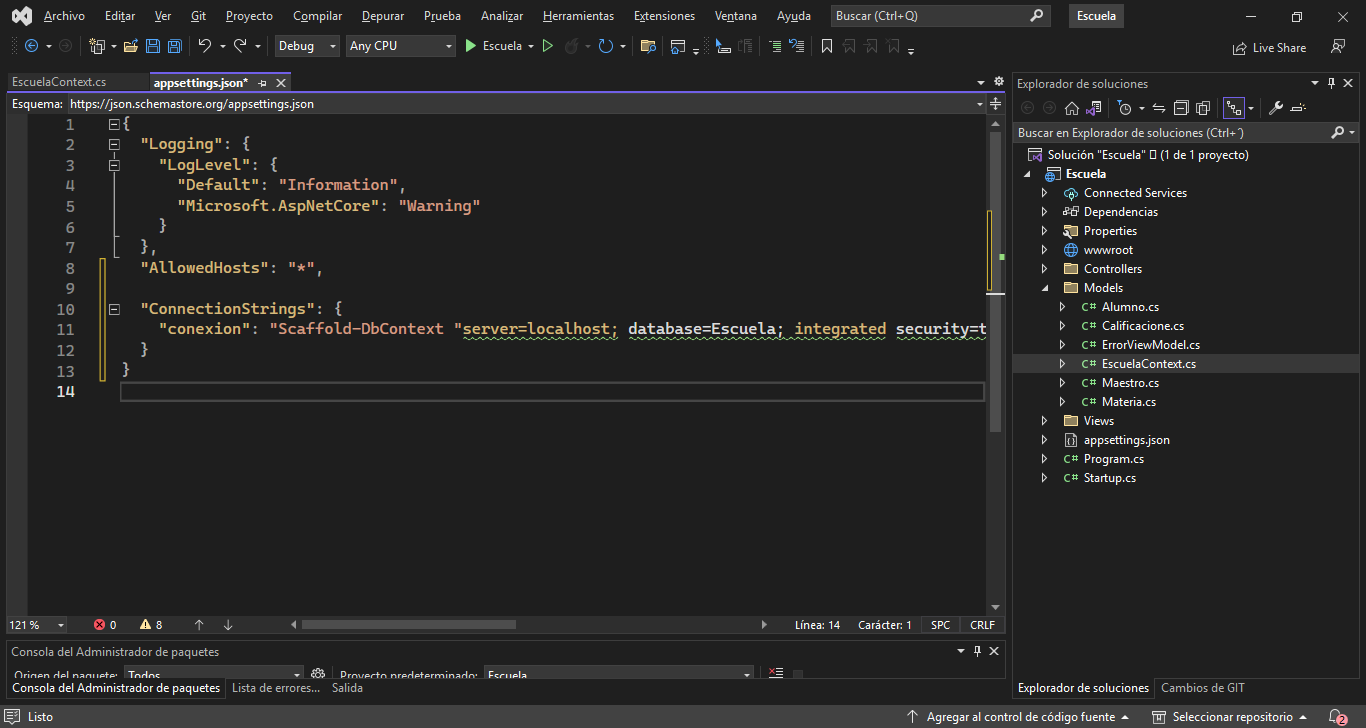 Archivo Editar Ver Git Proyecto Compilar Depurar Prueba Analizar Herramientas Extensiones Ventana Ayuda Buscar (Ctrl+Q) Escuela
Debug Any CPU Escuela Live Share
EscuelaContext.cs appsettings.json*
Esquema: https://json.schemastore.org/appsettings.json
1 {
2 "Logging": {
3 "LogLevel": {
4 "Default": "Information",
5 "Microsoft.AspNetCore": "Warning"
6 }
7 },
8 "AllowedHosts": "*",
9
10 "ConnectionStrings": {
11 "conexion": "Scaffold-DbContext "server=localhost; database=Escuela; integrated security=t
12 }
13 }
14
121 % 0 8 Línea: 14 Carácter: 1 SPC CRLF
Consola del Administrador de paquetes
Origen del paquete: Todos Proyecto predeterminado: Escuela
Consola del Administrador de paquetes Lista de errores... Salida
Explorador de soluciones
Buscar en Explorador de soluciones (Ctrl+´)
Solución "Escuela" (1 de 1 proyecto)
Escuela
Connected Services
Dependencias
Properties
wwwroot
Controllers
Models
C# Alumno.cs
C# Calificacione.cs
C# ErrorViewModel.cs
C# EscuelaContext.cs
C# Maestro.cs
C# Materia.cs
Views
appsettings.json
C# Program.cs
C# Startup.cs
Explorador de soluciones Cambios de GIT
Listo Agregar al control de código fuente Seleccionar repositorio 2